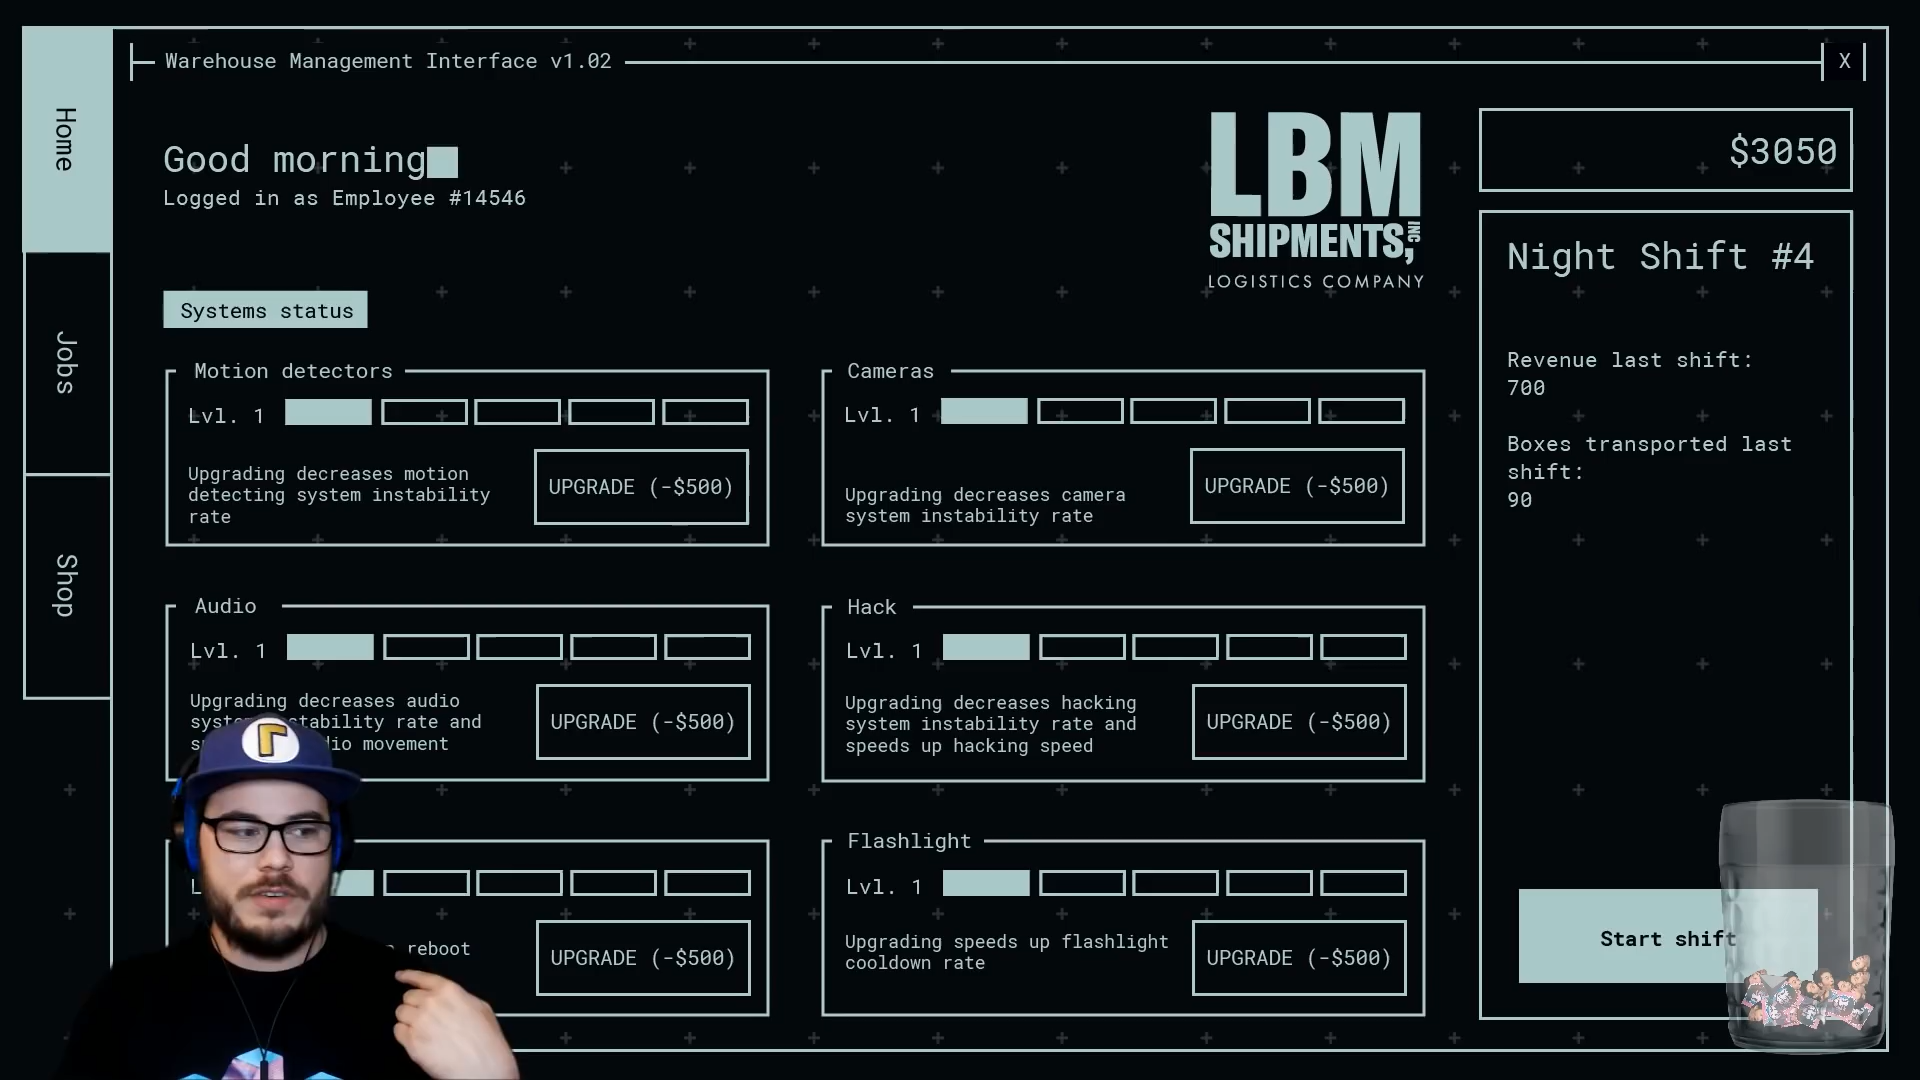 Warehouse Management Interface v1.02
X
Home
Jobs
Shop
Good morning
Logged in as Employee #14546
LBM
SHIPMENTS, INC
LOGISTICS COMPANY
$3050
Systems status
Motion detectors
Lvl. 1
Upgrading decreases motion
detecting system instability
rate
UPGRADE (-$500)
Cameras
Lvl. 1
Upgrading decreases camera
system instability rate
UPGRADE (-$500)
Audio
Lvl. 1
Upgrading decreases audio
rate and
movement
UPGRADE (-$500)
Hack
Lvl. 1
Upgrading decreases hacking
system instability rate and
speeds up hacking speed
UPGRADE (-$500)
reboot
UPGRADE (-$500)
Flashlight
Lvl. 1
Upgrading speeds up flashlight
cooldown rate
UPGRADE (-$500)
Night Shift #4
Revenue last shift:
700
Boxes transported last
shift:
90
Start shift